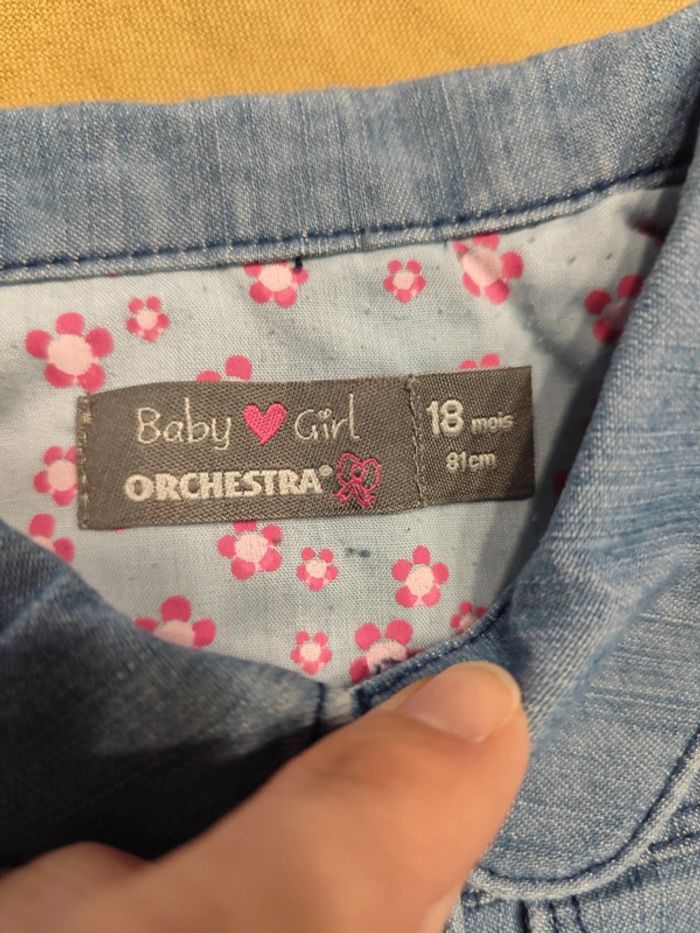 Baby Girl
ORCHESTRA®
18 mois
81cm